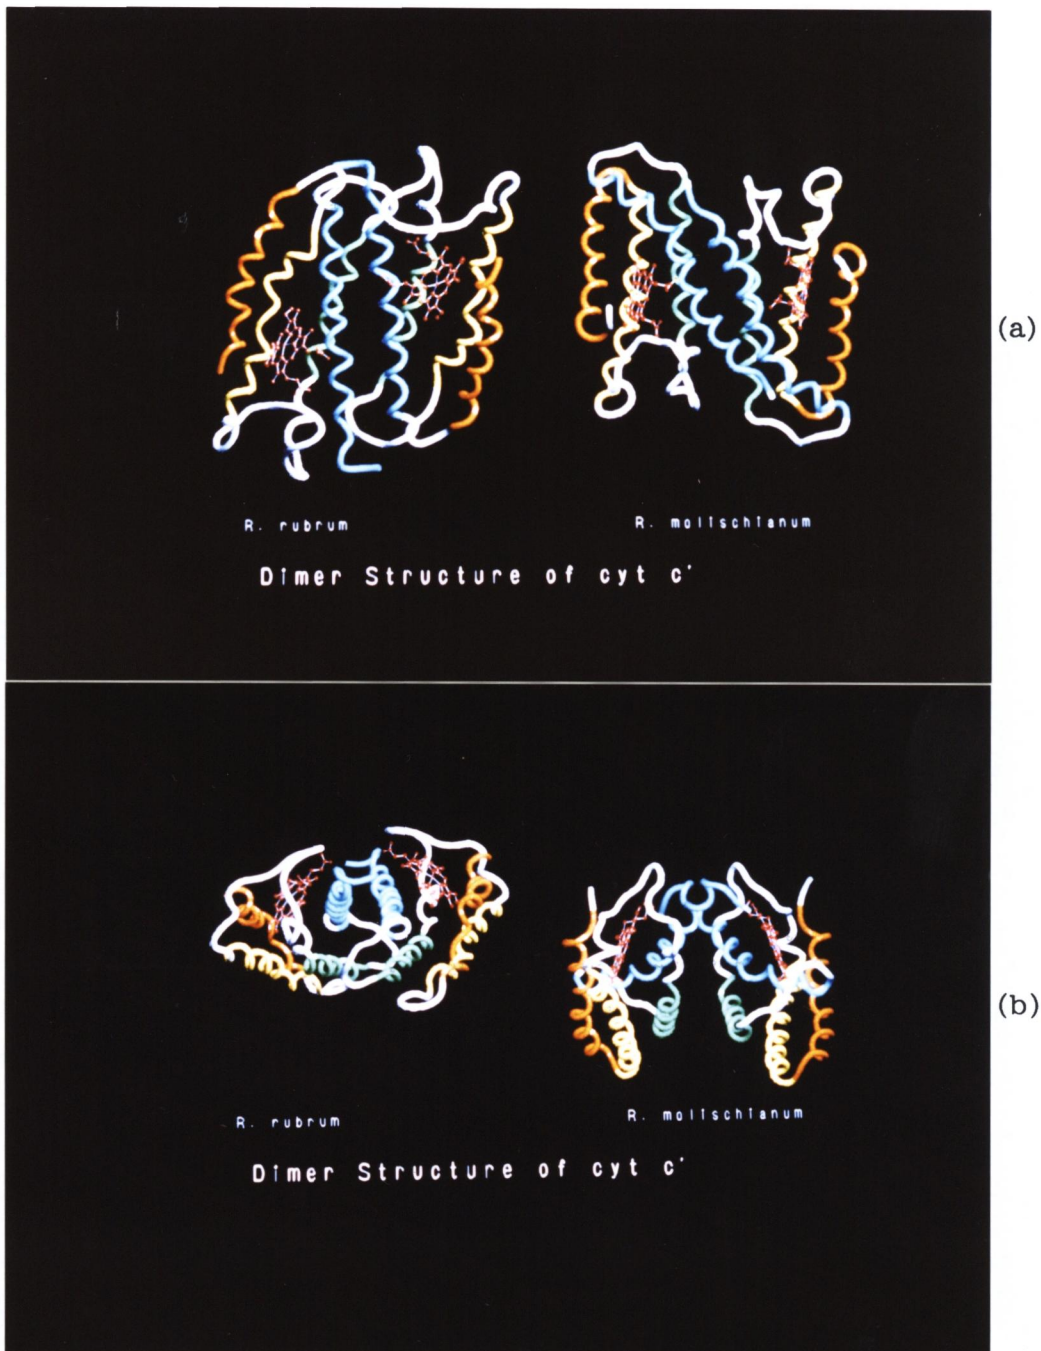 (a)
R. rubrum
R. molischianum
Dimer Structure of cyt c'
(b)
R. rubrum
R. molischianum
Dimer Structure of cyt c'